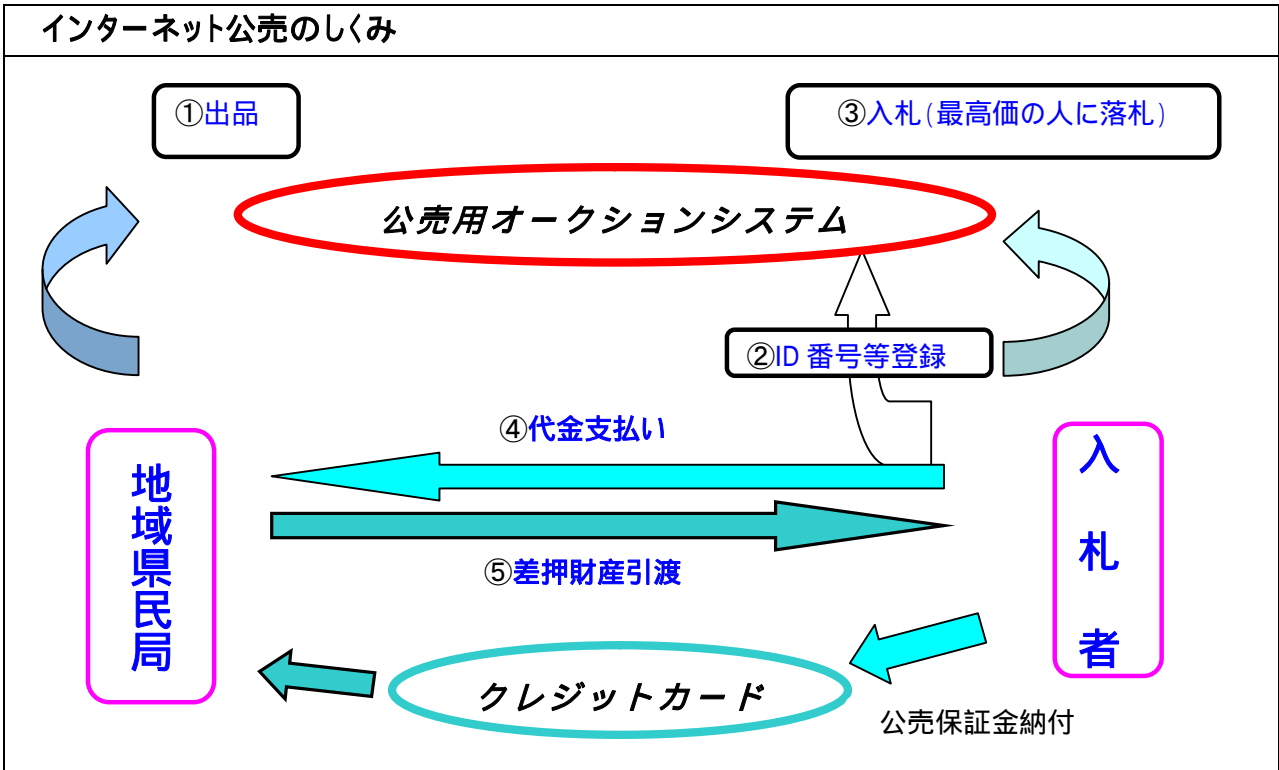 インターネット公売のしくみ
①出品
③入札(最高価の人に落札)
公売用オークションシステム
②ID 番号等登録
④代金支払い
地域県民局
入札者
⑤差押財産引渡
クレジットカード
公売保証金納付